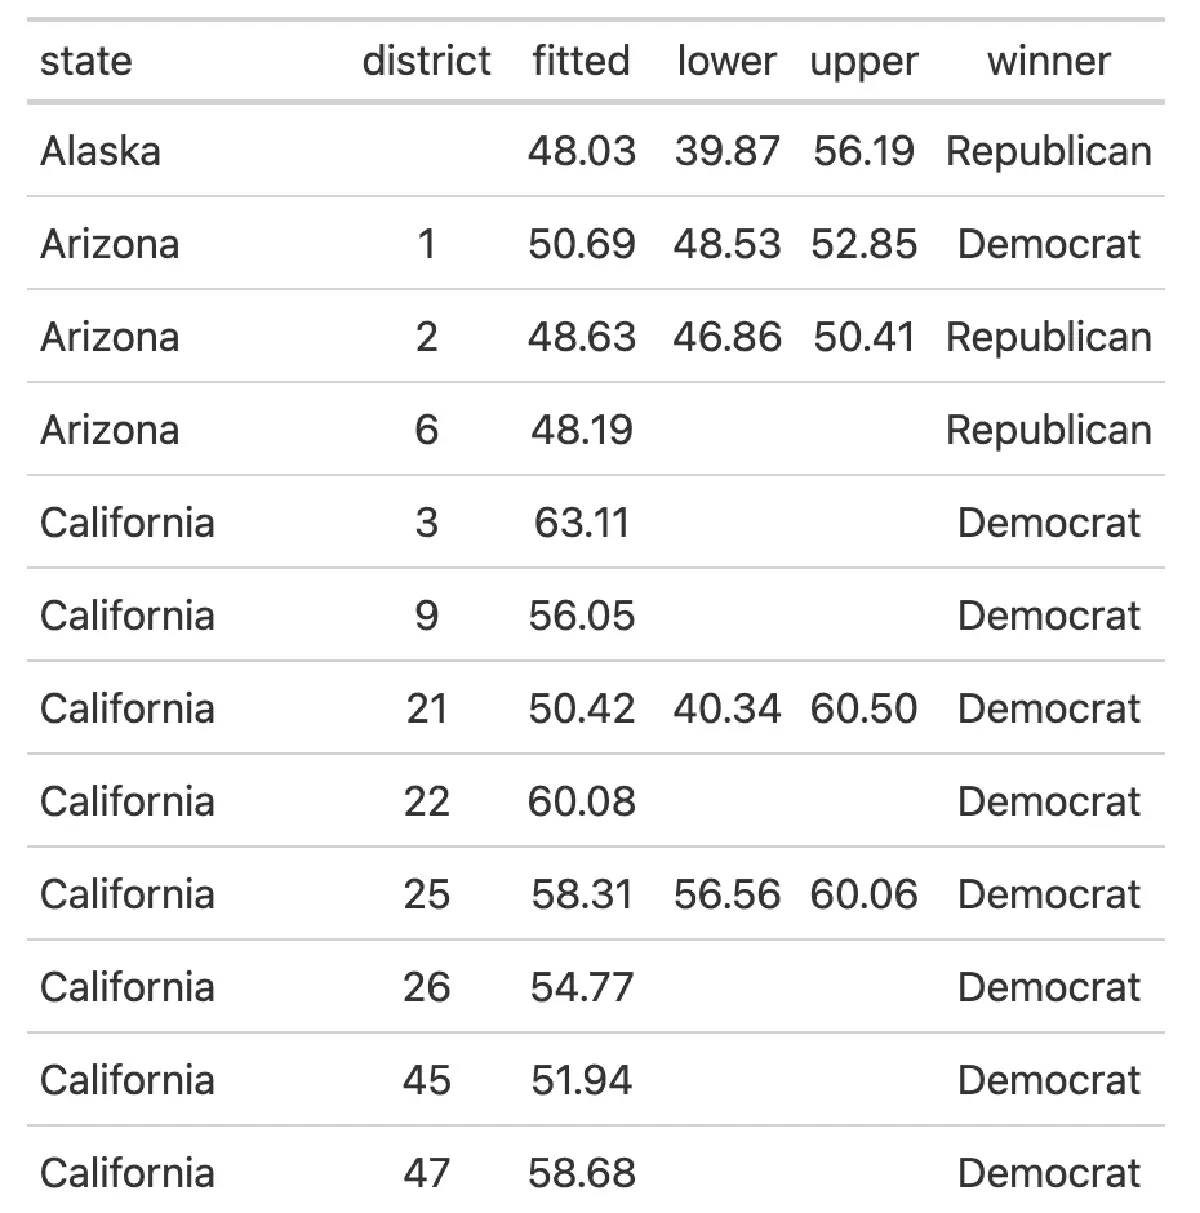 state district fitted lower upper winner
Alaska 48.03 39.87 56.19 Republican
Arizona 1 50.69 48.53 52.85 Democrat
Arizona 2 48.63 46.86 50.41 Republican
Arizona 6 48.19 Republican
California 3 63.11 Democrat
California 9 56.05 Democrat
California 21 50.42 40.34 60.50 Democrat
California 22 60.08 Democrat
California 25 58.31 56.56 60.06 Democrat
California 26 54.77 Democrat
California 45 51.94 Democrat
California 47 58.68 Democrat